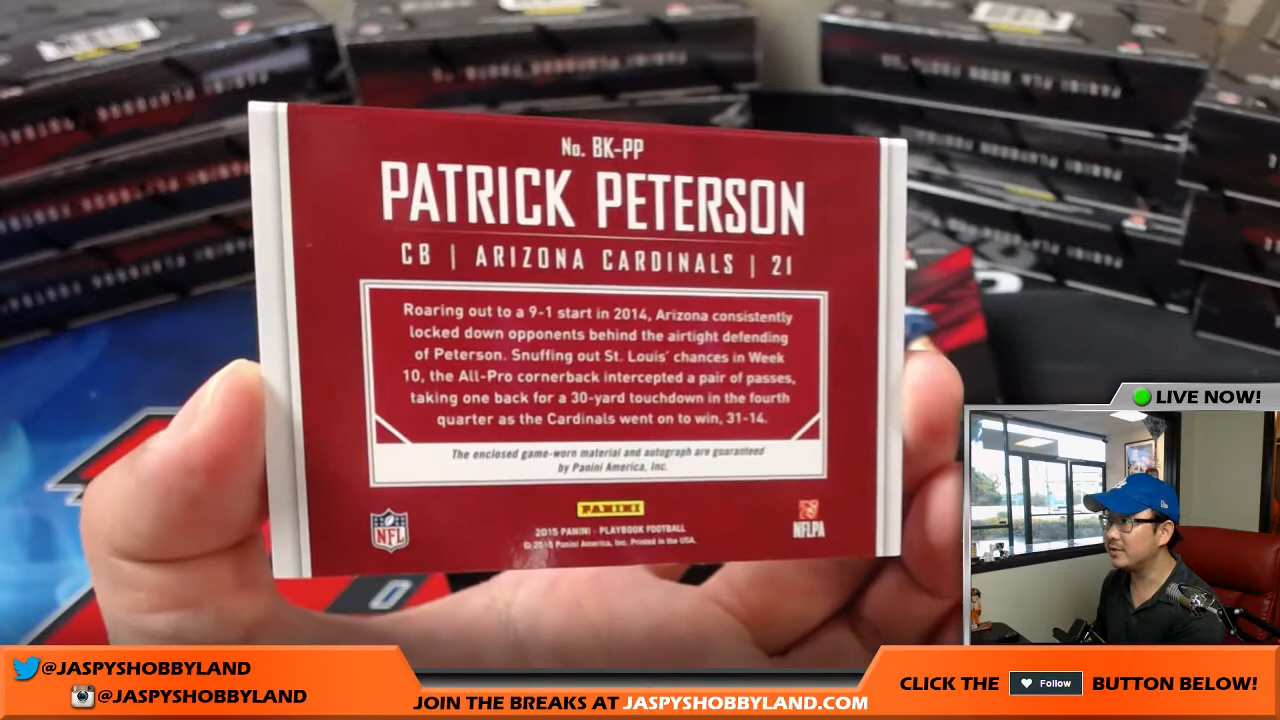 No. BK-PP
PATRICK PETERSON
CB | ARIZONA CARDINALS | 21
Roaring out to a 9-1 start in 2014, Arizona consistently
locked down opponents behind the airtight defending
of Peterson. Snuffing out St. Louis' chances in Week
10, the All-Pro cornerback intercepted a pair of passes,
taking one back for a 30-yard touchdown in the fourth
quarter as the Cardinals went on to win, 31-14.
The enclosed game-worn material and autograph are guaranteed
by Panini America, Inc.
PANINI
NFL
NFLPA
2015 PANINI - PLAYBOOK FOOTBALL
© 2015 Panini America, Inc. Printed in the USA.
LIVE NOW!
@JASPYSHOBBYLAND
@JASPYSHOBBYLAND
JOIN THE BREAKS AT JASPYSHOBBYLAND.COM
CLICK THE Follow BUTTON BELOW!